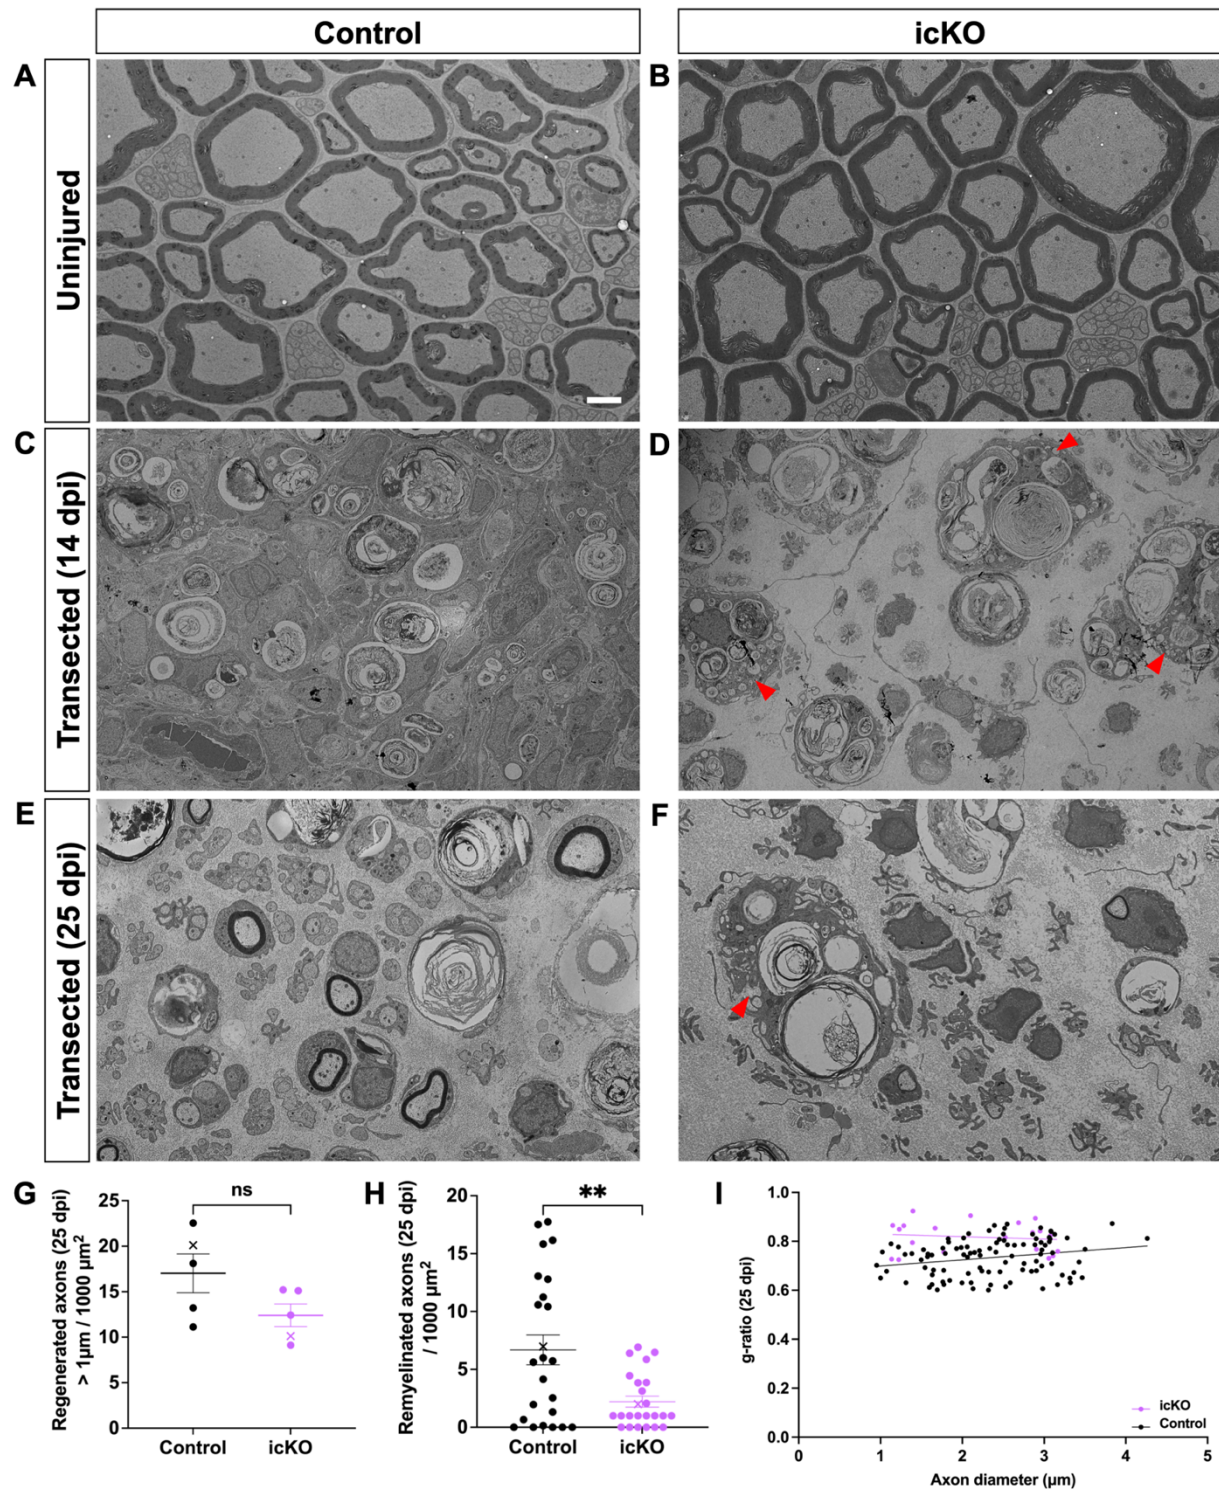 Control
icKO
A
B
Uninjured
C
D
Transected (14 dpi)
E
F
Transected (25 dpi)
G
ns
Regenerated axons (25 dpi)
> 1µm / 1000 µm²
25
20
15
10
5
0
Control
icKO
H
**
Remyelinated axons (25 dpi)
/ 1000 µm²
20
15
10
5
0
Control
icKO
I
g-ratio (25 dpi)
1.0
0.8
0.6
0.4
0.2
0.0
icKO
Control
0
1
2
3
4
5
Axon diameter (µm)